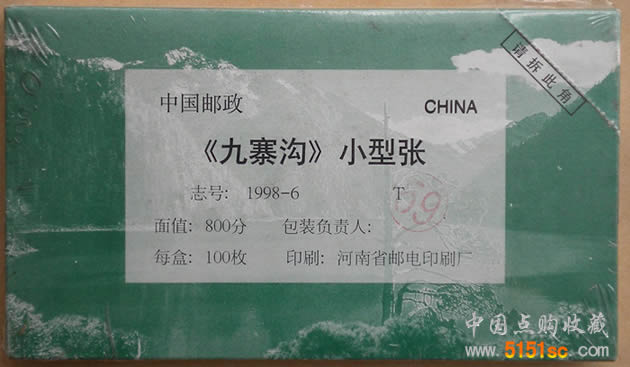 请拆此角
中国邮政 CHINA
《九寨沟》小型张
志号: 1998-6 T
面值: 800分 包装负责人: 69
每盒: 100枚 印刷: 河南省邮电印刷厂
中国点购收藏
www.5151sc.com